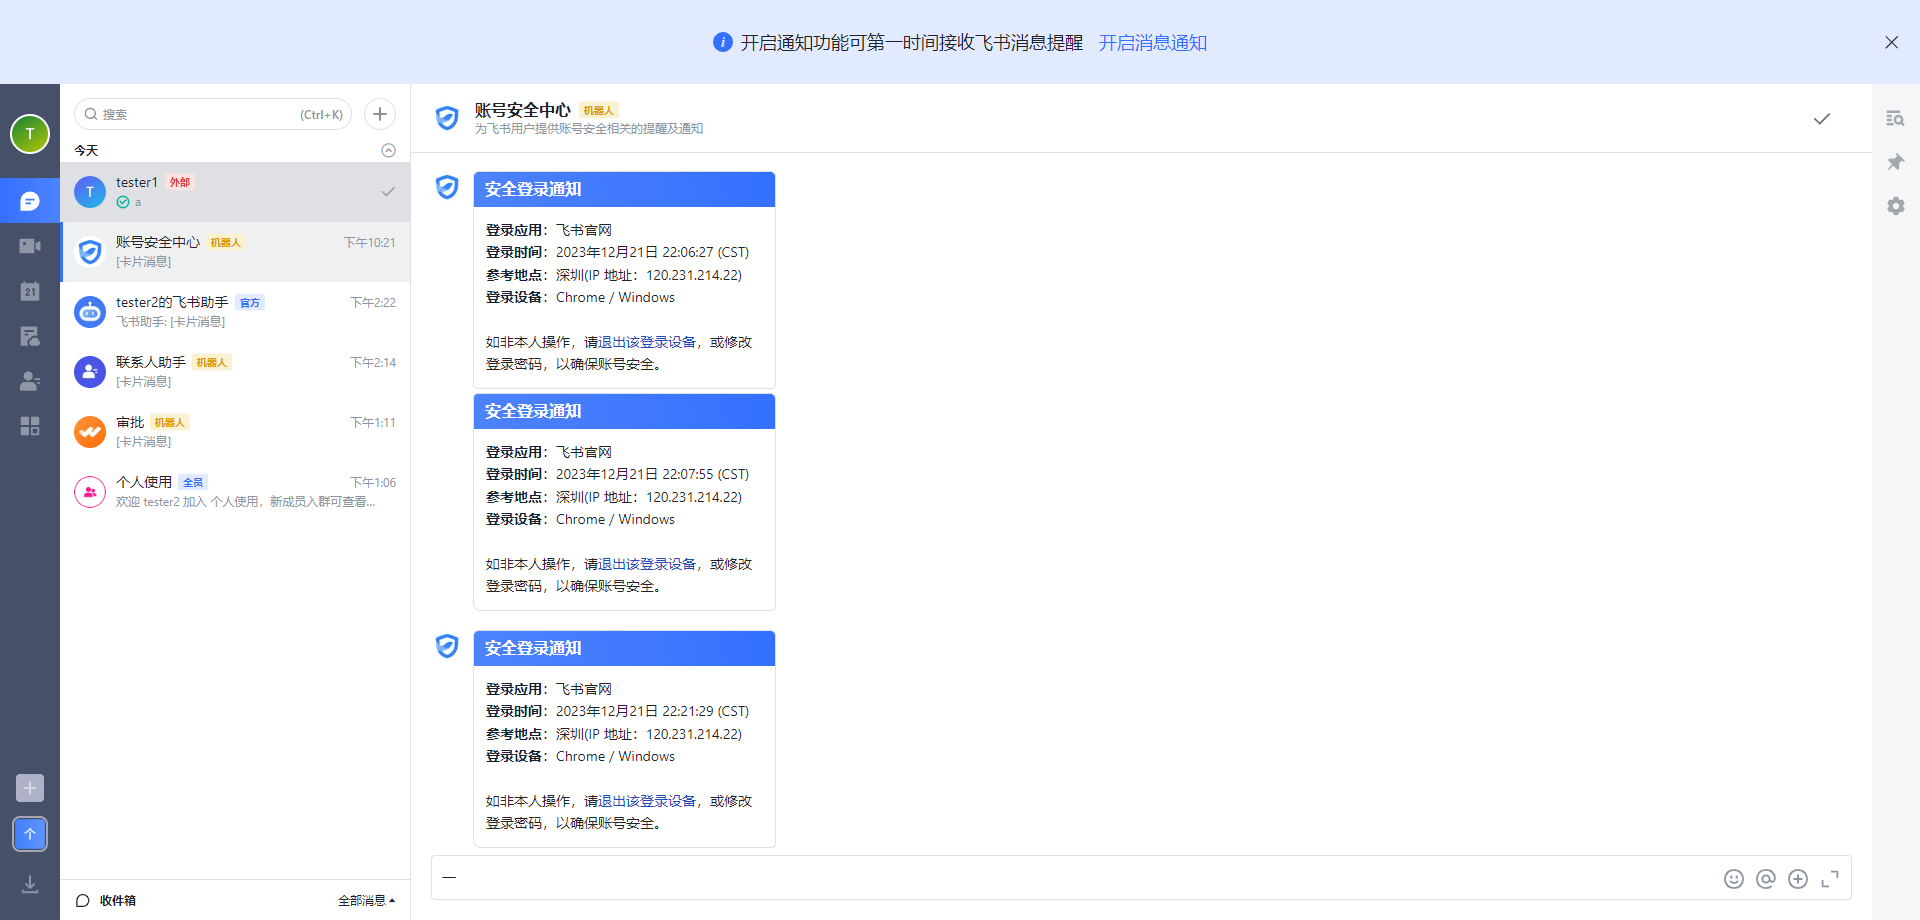 开启通知功能可第一时间接收飞书消息提醒 开启消息通知
T
搜索 (Ctrl+K)
今天
T
tester1 外部
a
账号安全中心 机器人 下午10:21
[卡片消息]
tester2的飞书助手 官方 下午2:22
飞书助手: [卡片消息]
联系人助手 机器人 下午2:14
[卡片消息]
审批 机器人 下午1:11
[卡片消息]
个人使用 全员 下午1:06
欢迎 tester2 加入 个人使用，新成员入群可查看...
21
个
收件箱 全部消息
账号安全中心 机器人
为飞书用户提供账号安全相关的提醒及通知
安全登录通知
登录应用：飞书官网
登录时间：2023年12月21日 22:06:27 (CST)
参考地点：深圳(IP 地址：120.231.214.22)
登录设备：Chrome / Windows
如非本人操作，请退出该登录设备，或修改
登录密码，以确保账号安全。
安全登录通知
登录应用：飞书官网
登录时间：2023年12月21日 22:07:55 (CST)
参考地点：深圳(IP 地址：120.231.214.22)
登录设备：Chrome / Windows
如非本人操作，请退出该登录设备，或修改
登录密码，以确保账号安全。
安全登录通知
登录应用：飞书官网
登录时间：2023年12月21日 22:21:29 (CST)
参考地点：深圳(IP 地址：120.231.214.22)
登录设备：Chrome / Windows
如非本人操作，请退出该登录设备，或修改
登录密码，以确保账号安全。
—